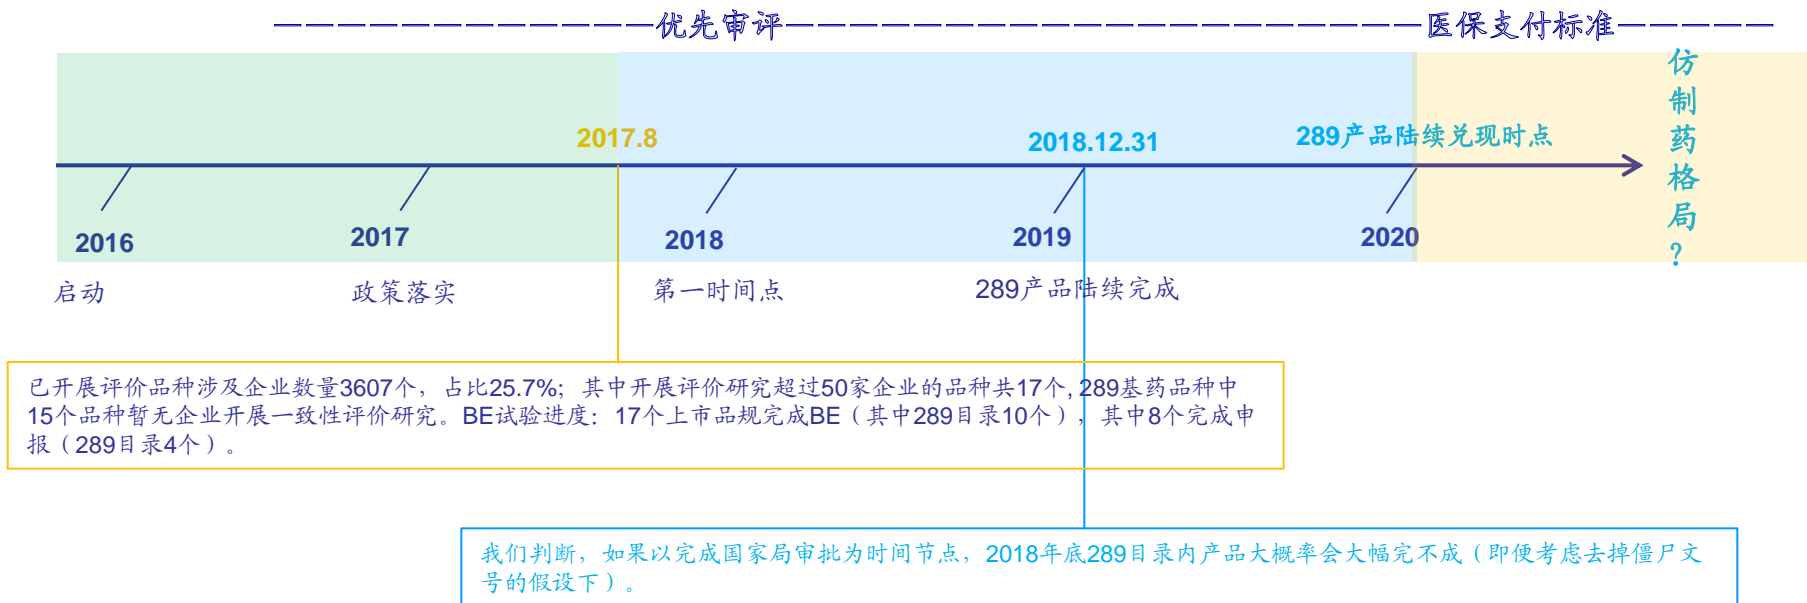 优先审评
医保支付标准
仿制药格局？
2017.8
2018.12.31
289产品陆续兑现时点
2016
2017
2018
2019
2020
启动
政策落实
第一时间点
289产品陆续完成
已开展评价品种涉及企业数量3607个，占比25.7%；其中开展评价研究超过50家企业的品种共17个,289基药品种中
15个品种暂无企业开展一致性评价研究。BE试验进度：17个上市品规完成BE（其中289目录10个），其中8个完成申
报（289目录4个）。
我们判断，如果以完成国家局审批为时间节点，2018年底289目录内产品大概率会大幅完不成（即便考虑去掉僵尸文
号的假设下）。